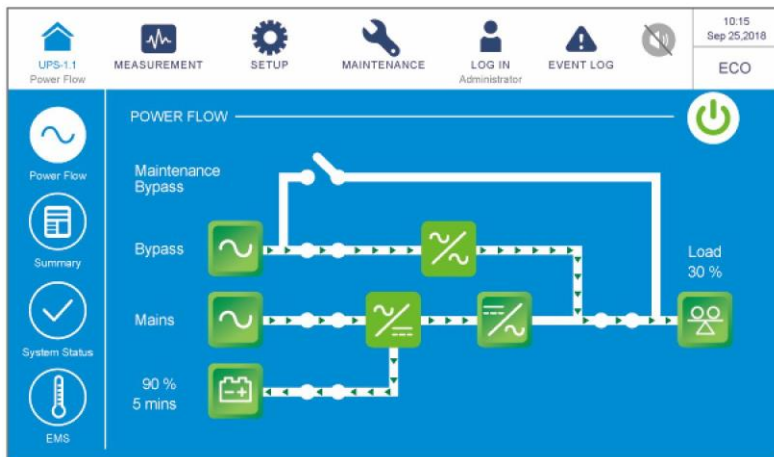 10:15
Sep 25,2018
ECO
UPS-1.1
Power Flow
MEASUREMENT
SETUP
MAINTENANCE
LOG IN
Administrator
EVENT LOG
POWER FLOW
Power Flow
Summary
System Status
EMS
Maintenance
Bypass
Bypass
Mains
90 %
5 mins
Load
30 %